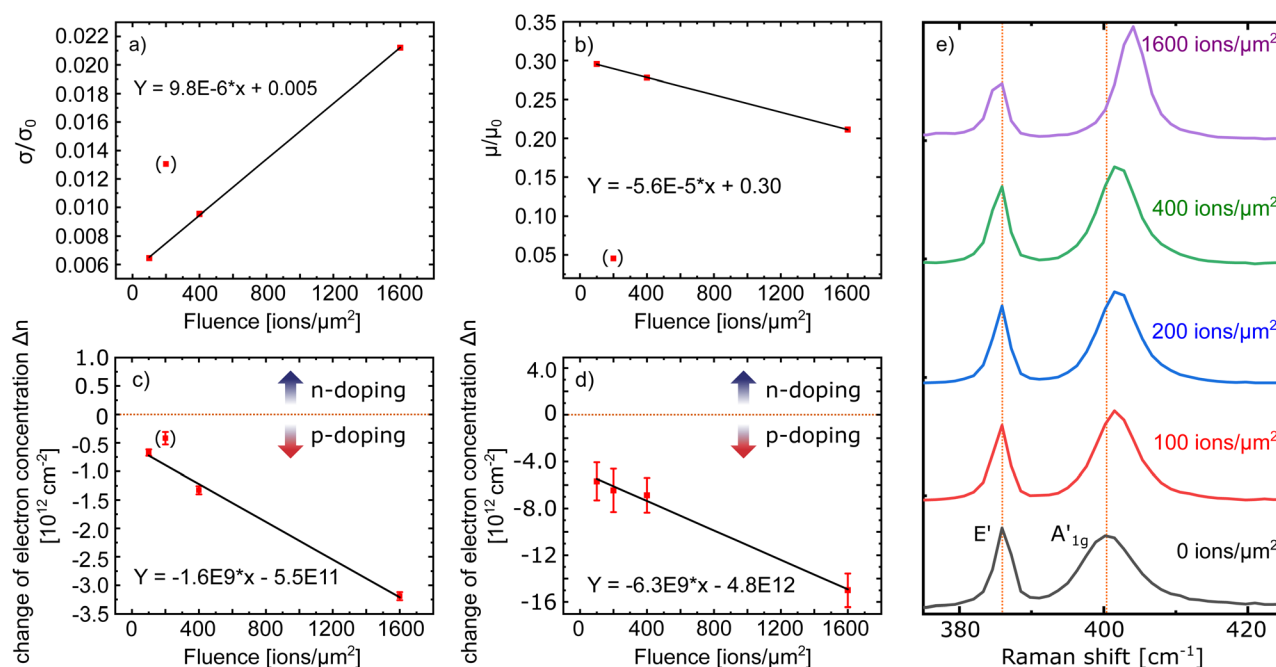 a)
0.022
0.020
0.018
0.016
0.014
0.012
0.010
0.008
0.006
σ/σ0
Y = 9.8E-6*x + 0.005
( )
0 400 800 1200 1600
Fluence [ions/µm²]
b)
0.35
0.30
0.25
0.20
0.15
0.10
0.05
µ/µ0
Y = -5.6E-5*x + 0.30
( )
0 400 800 1200 1600
Fluence [ions/µm²]
c)
1.0
0.5
0
-0.5
-1.0
-1.5
-2.0
-2.5
-3.0
-3.5
change of electron concentration Δn
[10¹² cm⁻²]
n-doping
p-doping
( )
Y = -1.6E9*x - 5.5E11
0 400 800 1200 1600
Fluence [ions/µm²]
d)
4.0
0
-4.0
-8.0
-12
-16
change of electron concentration Δn
[10¹² cm⁻²]
n-doping
p-doping
Y = -6.3E9*x - 4.8E12
0 400 800 1200 1600
Fluence [ions/µm²]
e)
1600 ions/µm²
400 ions/µm²
200 ions/µm²
100 ions/µm²
E' A'1g 0 ions/µm²
380 400 420
Raman shift [cm⁻¹]